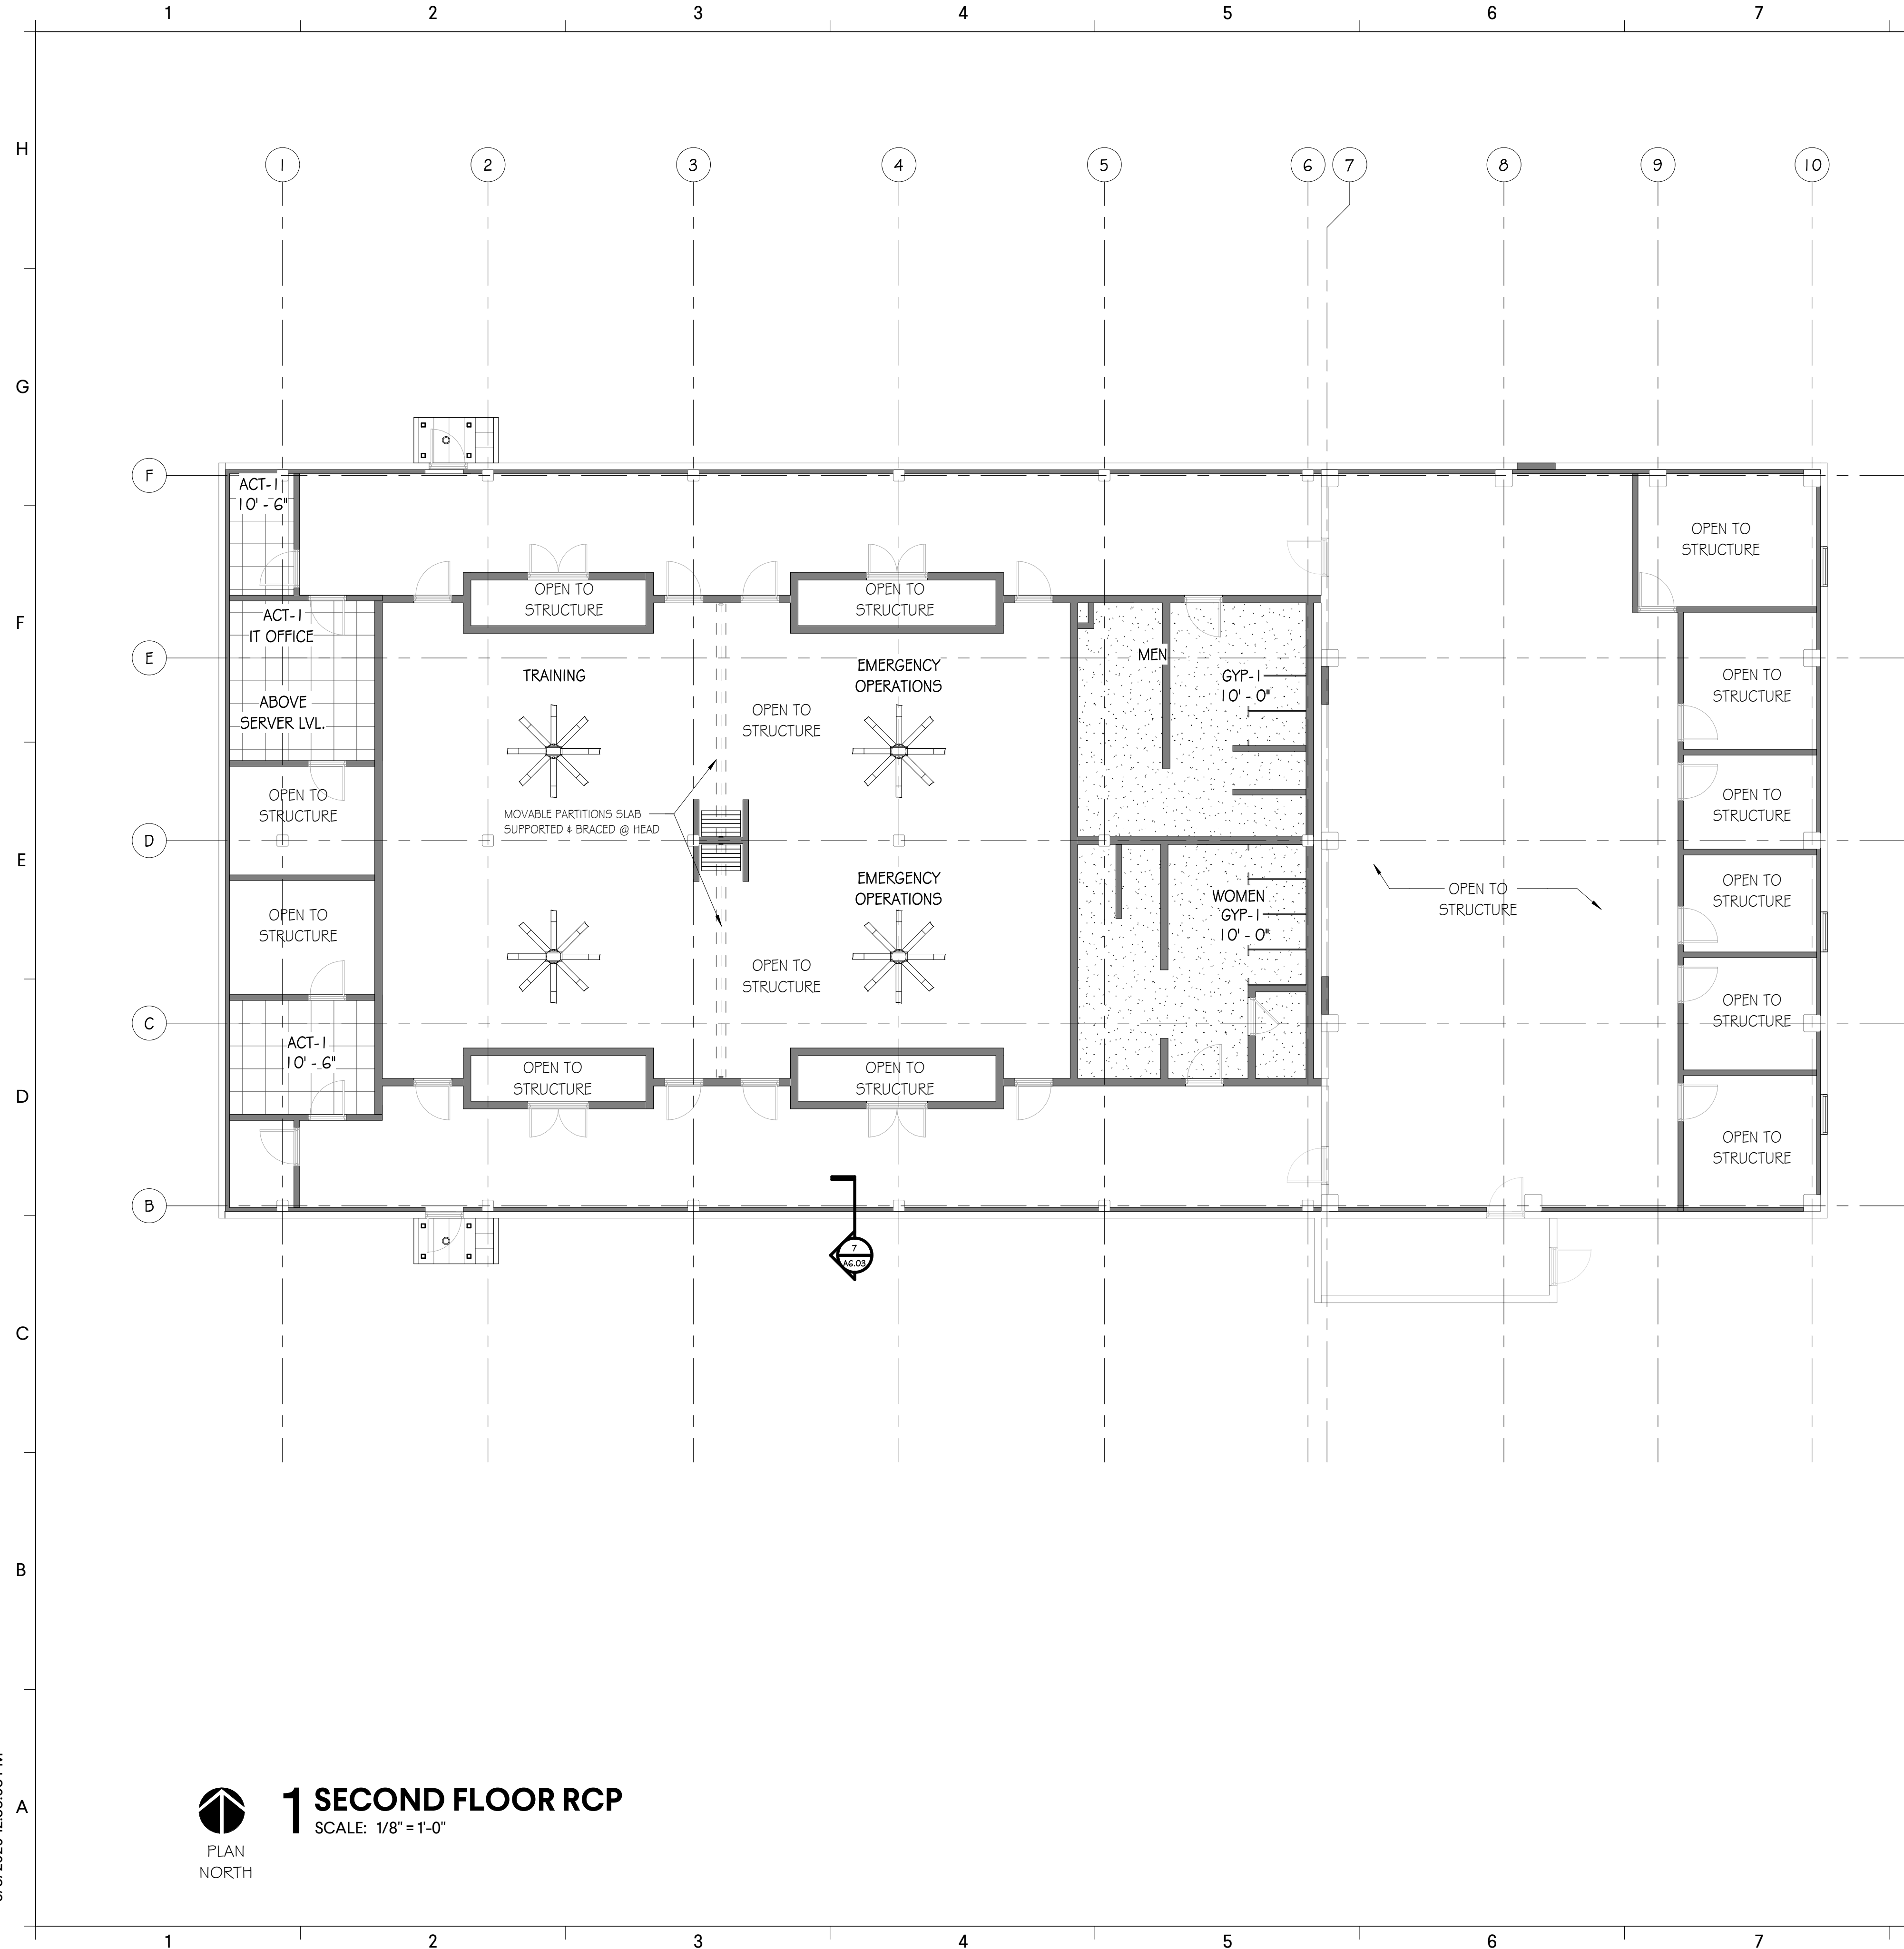 1 2 3 4 5 6 7
H
G
F
E
D
C
B
A
1 2 3 4 5 6 7 8 9 10
F
E
D
C
B
ACT-1
10' - 6"
OPEN TO
STRUCTURE
OPEN TO
STRUCTURE
OPEN TO
STRUCTURE
ACT-1
IT OFFICE
ABOVE
SERVER LVL.
TRAINING
EMERGENCY
OPERATIONS
OPEN TO
STRUCTURE
MEN
GYP-1
10' - 0"
OPEN TO
STRUCTURE
OPEN TO
STRUCTURE
MOVABLE PARTITIONS SLAB
SUPPORTED & BRACED @ HEAD
OPEN TO
STRUCTURE
OPEN TO
STRUCTURE
EMERGENCY
OPERATIONS
WOMEN
GYP-1
10' - 0"
OPEN TO
STRUCTURE
OPEN TO
STRUCTURE
OPEN TO
STRUCTURE
OPEN TO
STRUCTURE
OPEN TO
STRUCTURE
ACT-1
10' - 6"
OPEN TO
STRUCTURE
OPEN TO
STRUCTURE
OPEN TO
STRUCTURE
7
A6.03
1 SECOND FLOOR RCP
SCALE: 1/8" = 1'-0"
PLAN
NORTH
1 2 3 4 5 6 7